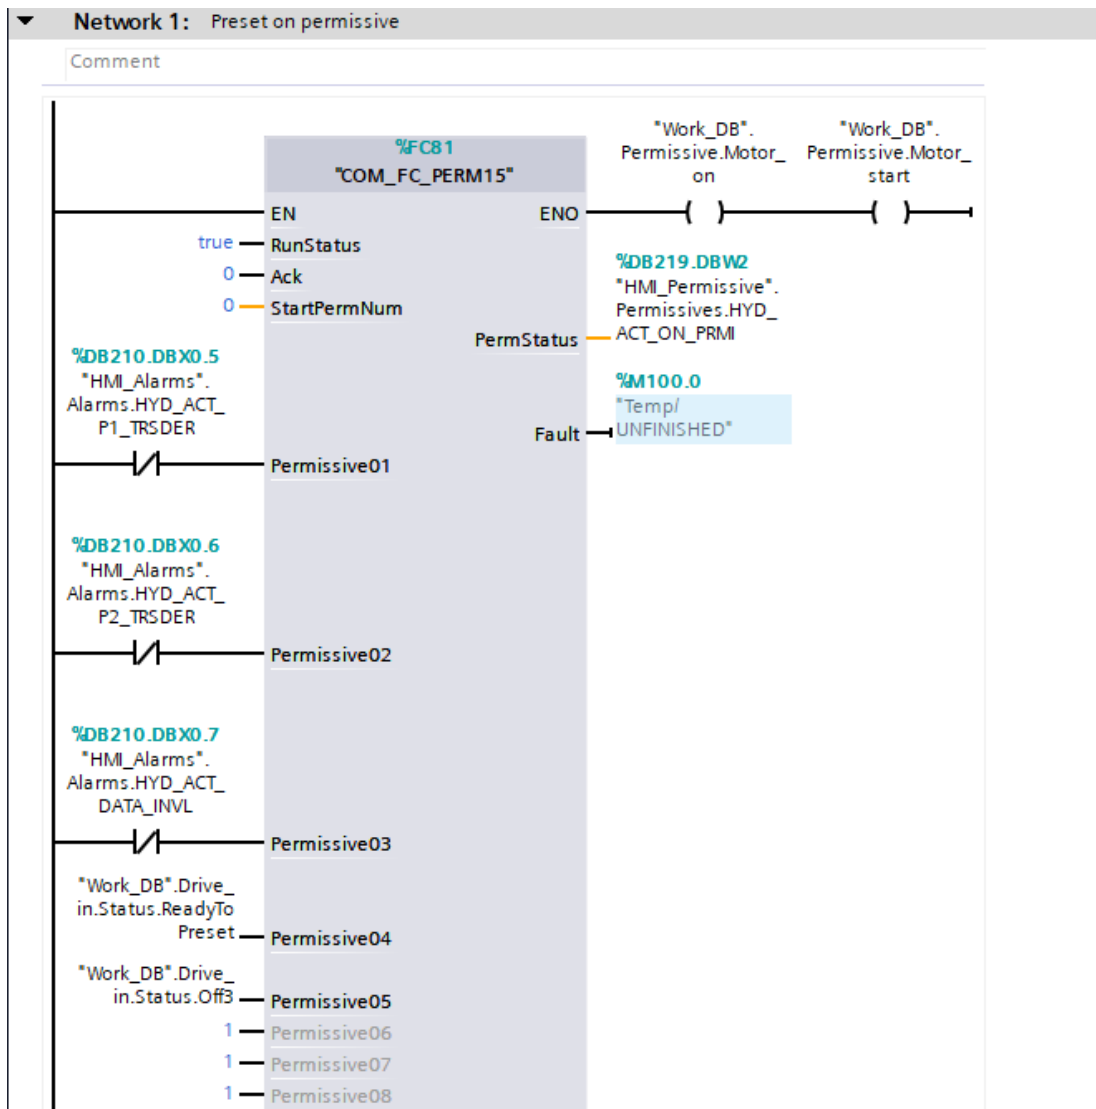 Network 1: Preset on permissive
Comment
%FC81
"COM_FC_PERM15"
EN
ENO
"Work_DB".
Permissive.Motor_
on
"Work_DB".
Permissive.Motor_
start
true
RunStatus
0
Ack
0
StartPermNum
PermStatus
%DB219.DBW2
"HMI_Permissive".
Permissives.HYD_
ACT_ON_PRMI
Fault
%M100.0
"Temp/
UNFINISHED"
%DB210.DBX0.5
"HMI_Alarms".
Alarms.HYD_ACT_
P1_TRSDER
Permissive01
%DB210.DBX0.6
"HMI_Alarms".
Alarms.HYD_ACT_
P2_TRSDER
Permissive02
%DB210.DBX0.7
"HMI_Alarms".
Alarms.HYD_ACT_
DATA_INVL
Permissive03
"Work_DB".Drive_
in.Status.ReadyTo
Preset
Permissive04
"Work_DB".Drive_
in.Status.Off3
Permissive05
1
Permissive06
1
Permissive07
1
Permissive08